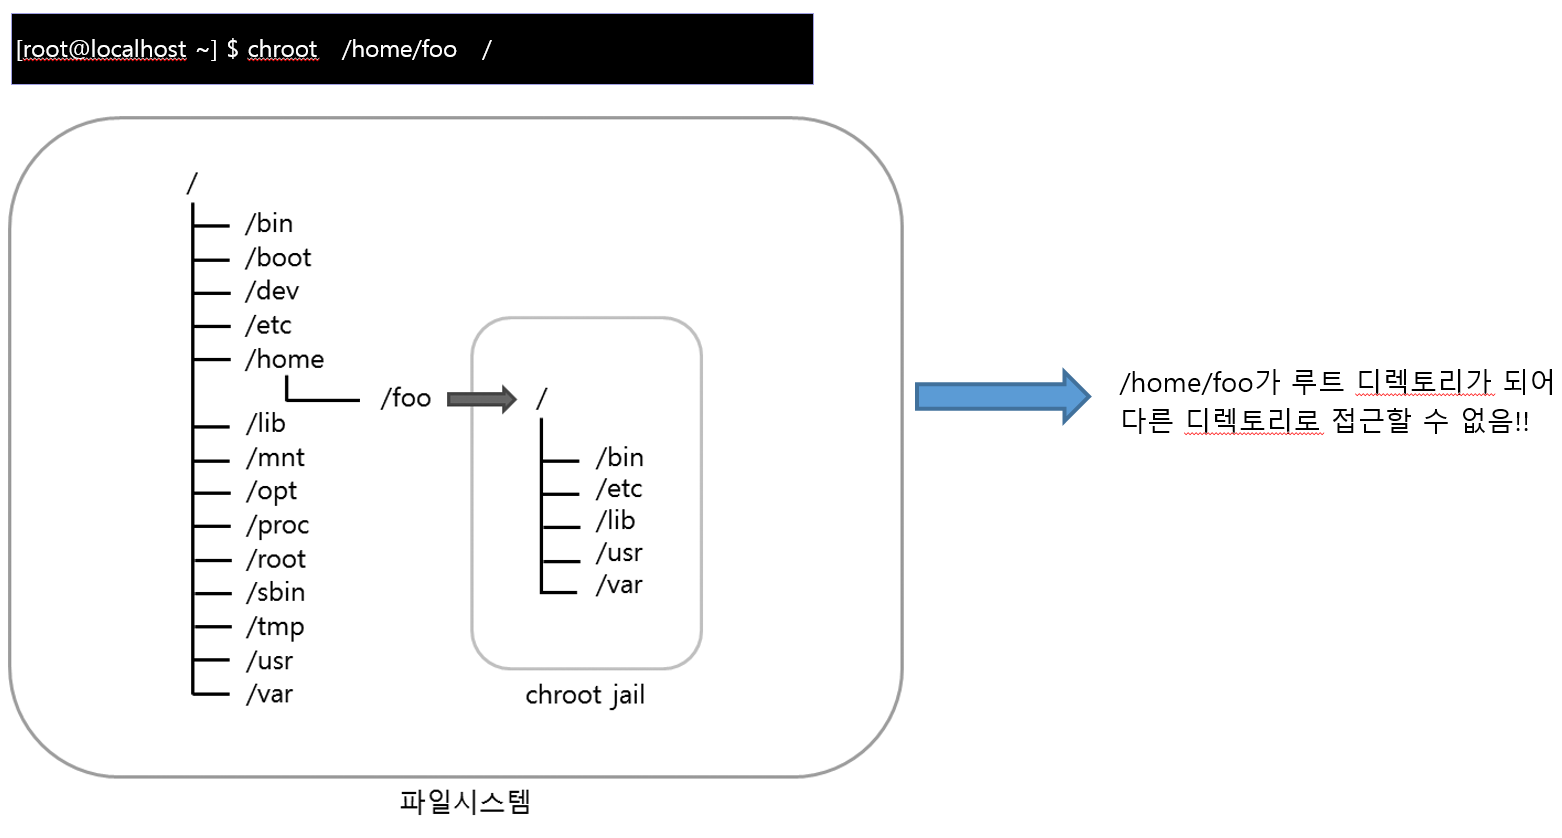 [root@localhost ~] $ chroot /home/foo /
/
/bin
/boot
/dev
/etc
/home
/foo
/lib
/mnt
/opt
/proc
/root
/sbin
/tmp
/usr
/var
/
/bin
/etc
/lib
/usr
/var
chroot jail
파일시스템
/home/foo가 루트 디렉토리가 되어
다른 디렉토리로 접근할 수 없음!!